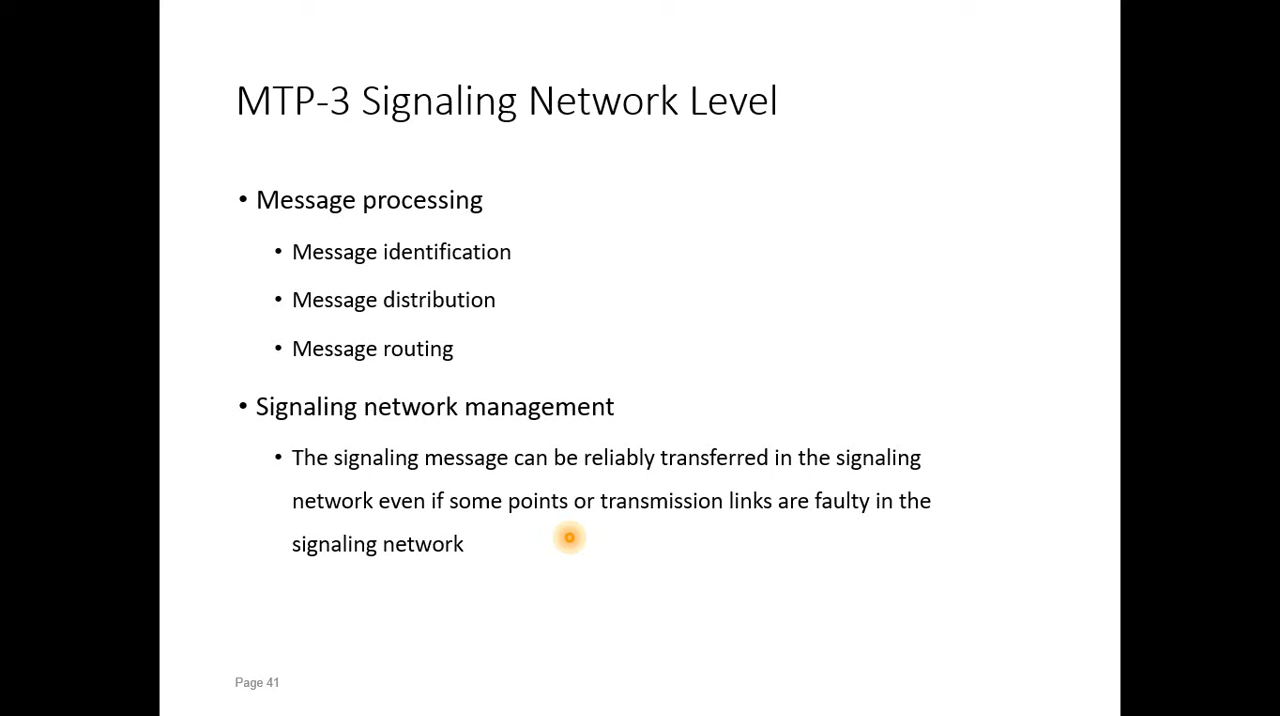 MTP-3 Signaling Network Level
• Message processing
• Message identification
• Message distribution
• Message routing
• Signaling network management
• The signaling message can be reliably transferred in the signaling
network even if some points or transmission links are faulty in the
signaling network
Page 41